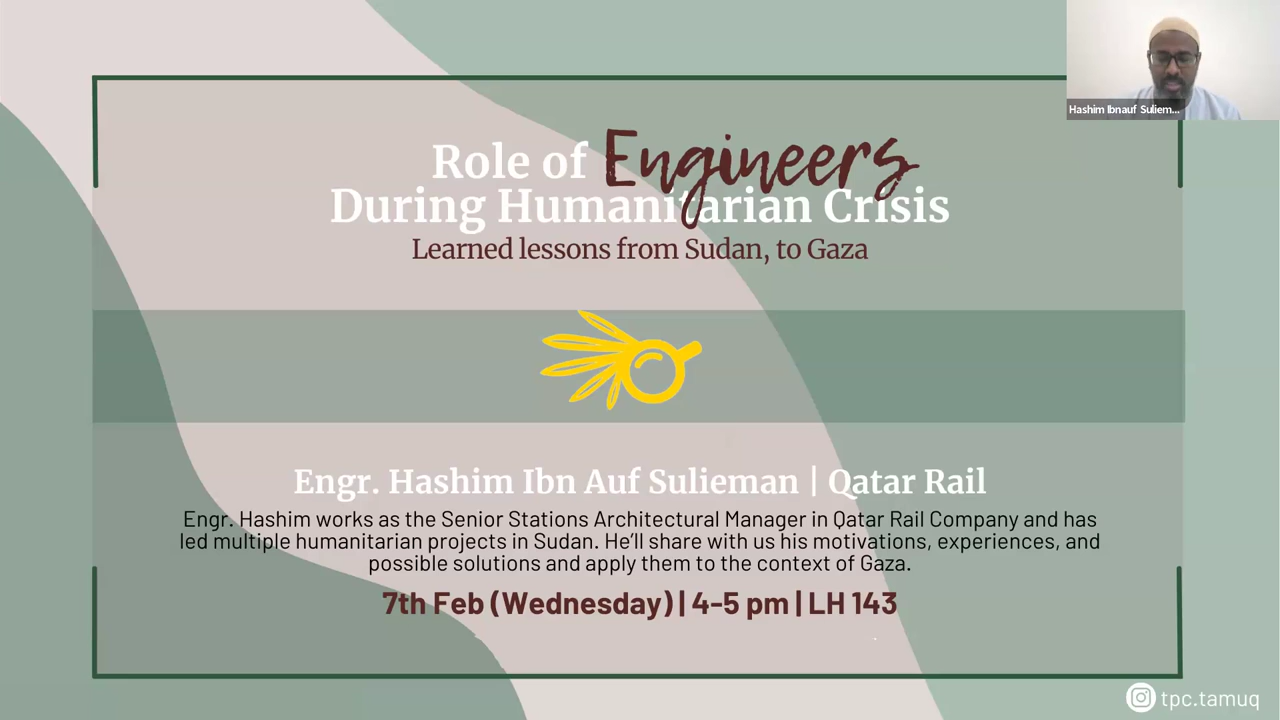 Hashim Ibnauf Suliem...
Role of Engineers
During Humanitarian Crisis
Learned lessons from Sudan, to Gaza
Engr. Hashim Ibn Auf Sulieman | Qatar Rail
Engr. Hashim works as the Senior Stations Architectural Manager in Qatar Rail Company and has
led multiple humanitarian projects in Sudan. He'll share with us his motivations, experiences, and
possible solutions and apply them to the context of Gaza.
7th Feb (Wednesday) | 4-5 pm | LH 143
tpc.tamuq